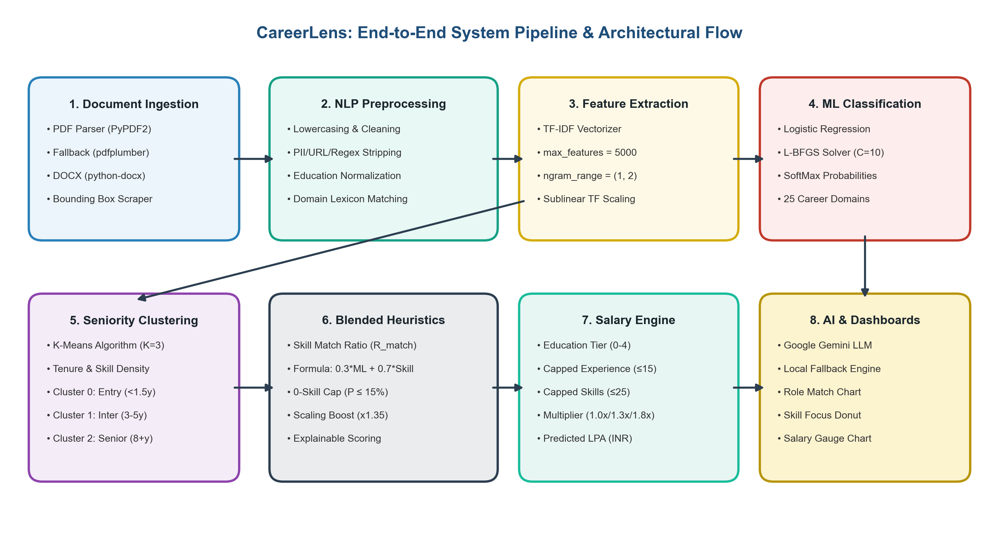 CareerLens: End-to-End System Pipeline & Architectural Flow
1. Document Ingestion
• PDF Parser (PyPDF2)
• Fallback (pdfplumber)
• DOCX (python-docx)
• Bounding Box Scraper
2. NLP Preprocessing
• Lowercasing & Cleaning
• PII/URL/Regex Stripping
• Education Normalization
• Domain Lexicon Matching
3. Feature Extraction
• TF-IDF Vectorizer
• max_features = 5000
• ngram_range = (1, 2)
• Sublinear TF Scaling
4. ML Classification
• Logistic Regression
• L-BFGS Solver (C=10)
• SoftMax Probabilities
• 25 Career Domains
5. Seniority Clustering
• K-Means Algorithm (K=3)
• Tenure & Skill Density
• Cluster 0: Entry (<1.5y)
• Cluster 1: Inter (3-5y)
• Cluster 2: Senior (8+y)
6. Blended Heuristics
• Skill Match Ratio (R_match)
• Formula: 0.3*ML + 0.7*Skill
• 0-Skill Cap (P ≤ 15%)
• Scaling Boost (x1.35)
• Explainable Scoring
7. Salary Engine
• Education Tier (0-4)
• Capped Experience (≤15)
• Capped Skills (≤25)
• Multiplier (1.0x/1.3x/1.8x)
• Predicted LPA (INR)
8. AI & Dashboards
• Google Gemini LLM
• Local Fallback Engine
• Role Match Chart
• Skill Focus Donut
• Salary Gauge Chart